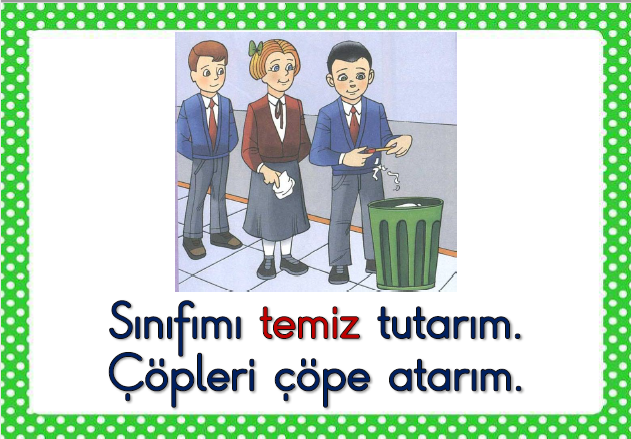 Sınıfımı temiz tutarım.
Çöpleri çöpe atarım.